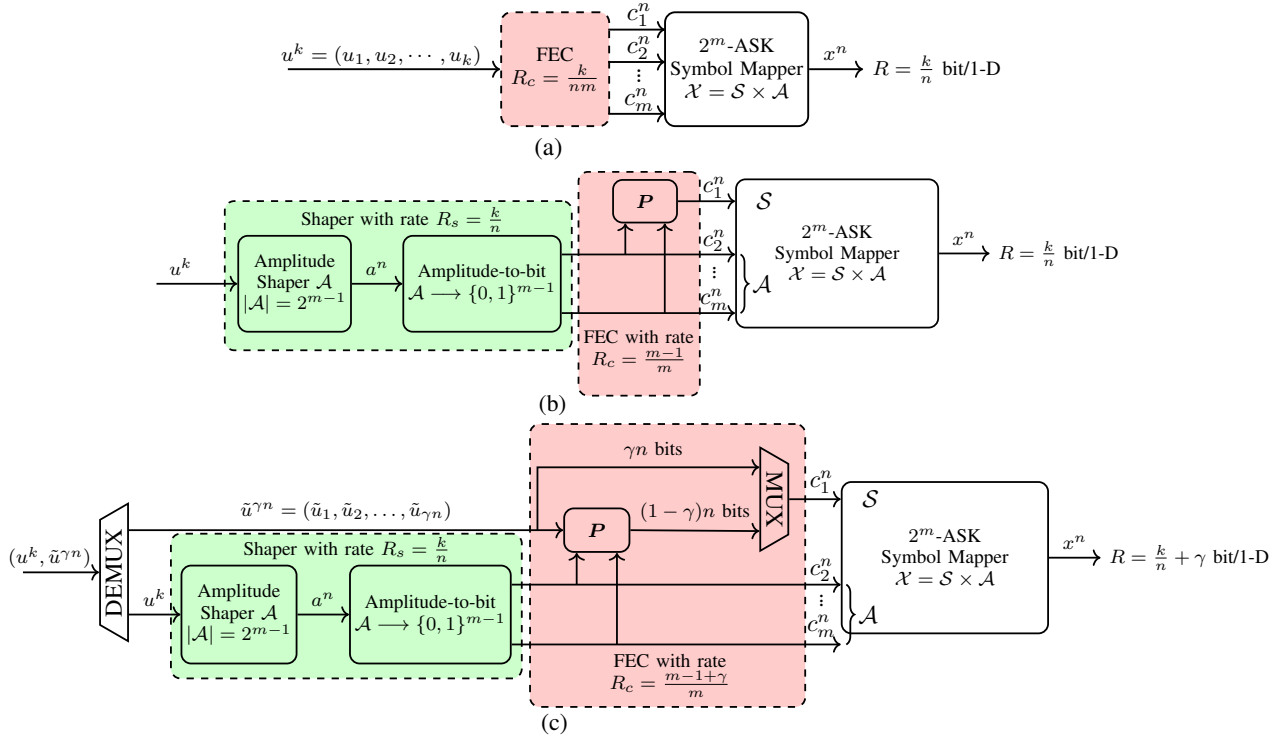 u^k = (u_1, u_2, ⋯, u_k)
FEC
R_c = k/nm
c_1^n
c_2^n
⋮
c_m^n
2^m-ASK
Symbol Mapper
𝒳 = 𝒮 × 𝒜
x^n
R = k/n bit/1-D
(a)
u^k
Shaper with rate R_s = k/n
Amplitude
Shaper 𝒜
|𝒜| = 2^{m−1}
a^n
Amplitude-to-bit
𝒜 ⟶ {0, 1}^{m−1}
P
FEC with rate
R_c = (m−1)/m
c_1^n
c_2^n
⋮
c_m^n
𝒮
𝒜
2^m-ASK
Symbol Mapper
𝒳 = 𝒮 × 𝒜
x^n
R = k/n bit/1-D
(b)
(u^k, ũ^{γn})
DEMUX
ũ^{γn} = (ũ_1, ũ_2, …, ũ_{γn})
u^k
Shaper with rate R_s = k/n
Amplitude
Shaper 𝒜
|𝒜| = 2^{m−1}
a^n
Amplitude-to-bit
𝒜 ⟶ {0, 1}^{m−1}
γn bits
P
(1 − γ)n bits
MUX
FEC with rate
R_c = (m−1+γ)/m
c_1^n
c_2^n
⋮
c_m^n
𝒮
𝒜
2^m-ASK
Symbol Mapper
𝒳 = 𝒮 × 𝒜
x^n
R = k/n + γ bit/1-D
(c)